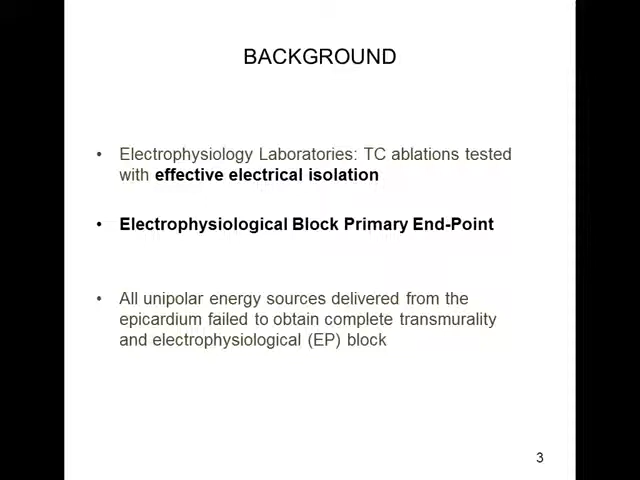 BACKGROUND
• Electrophysiology Laboratories: TC ablations tested
with effective electrical isolation
• Electrophysiological Block Primary End-Point
• All unipolar energy sources delivered from the
epicardium failed to obtain complete transmurality
and electrophysiological (EP) block
3